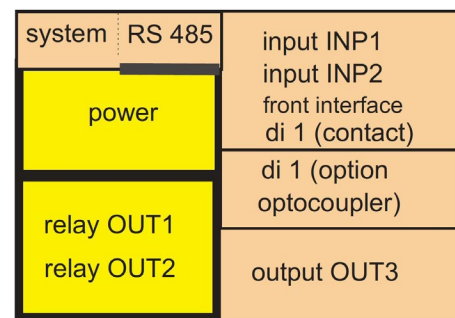 system RS 485
power
relay OUT1
relay OUT2
input INP1
input INP2
front interface
di 1 (contact)
di 1 (option
optocoupler)
output OUT3